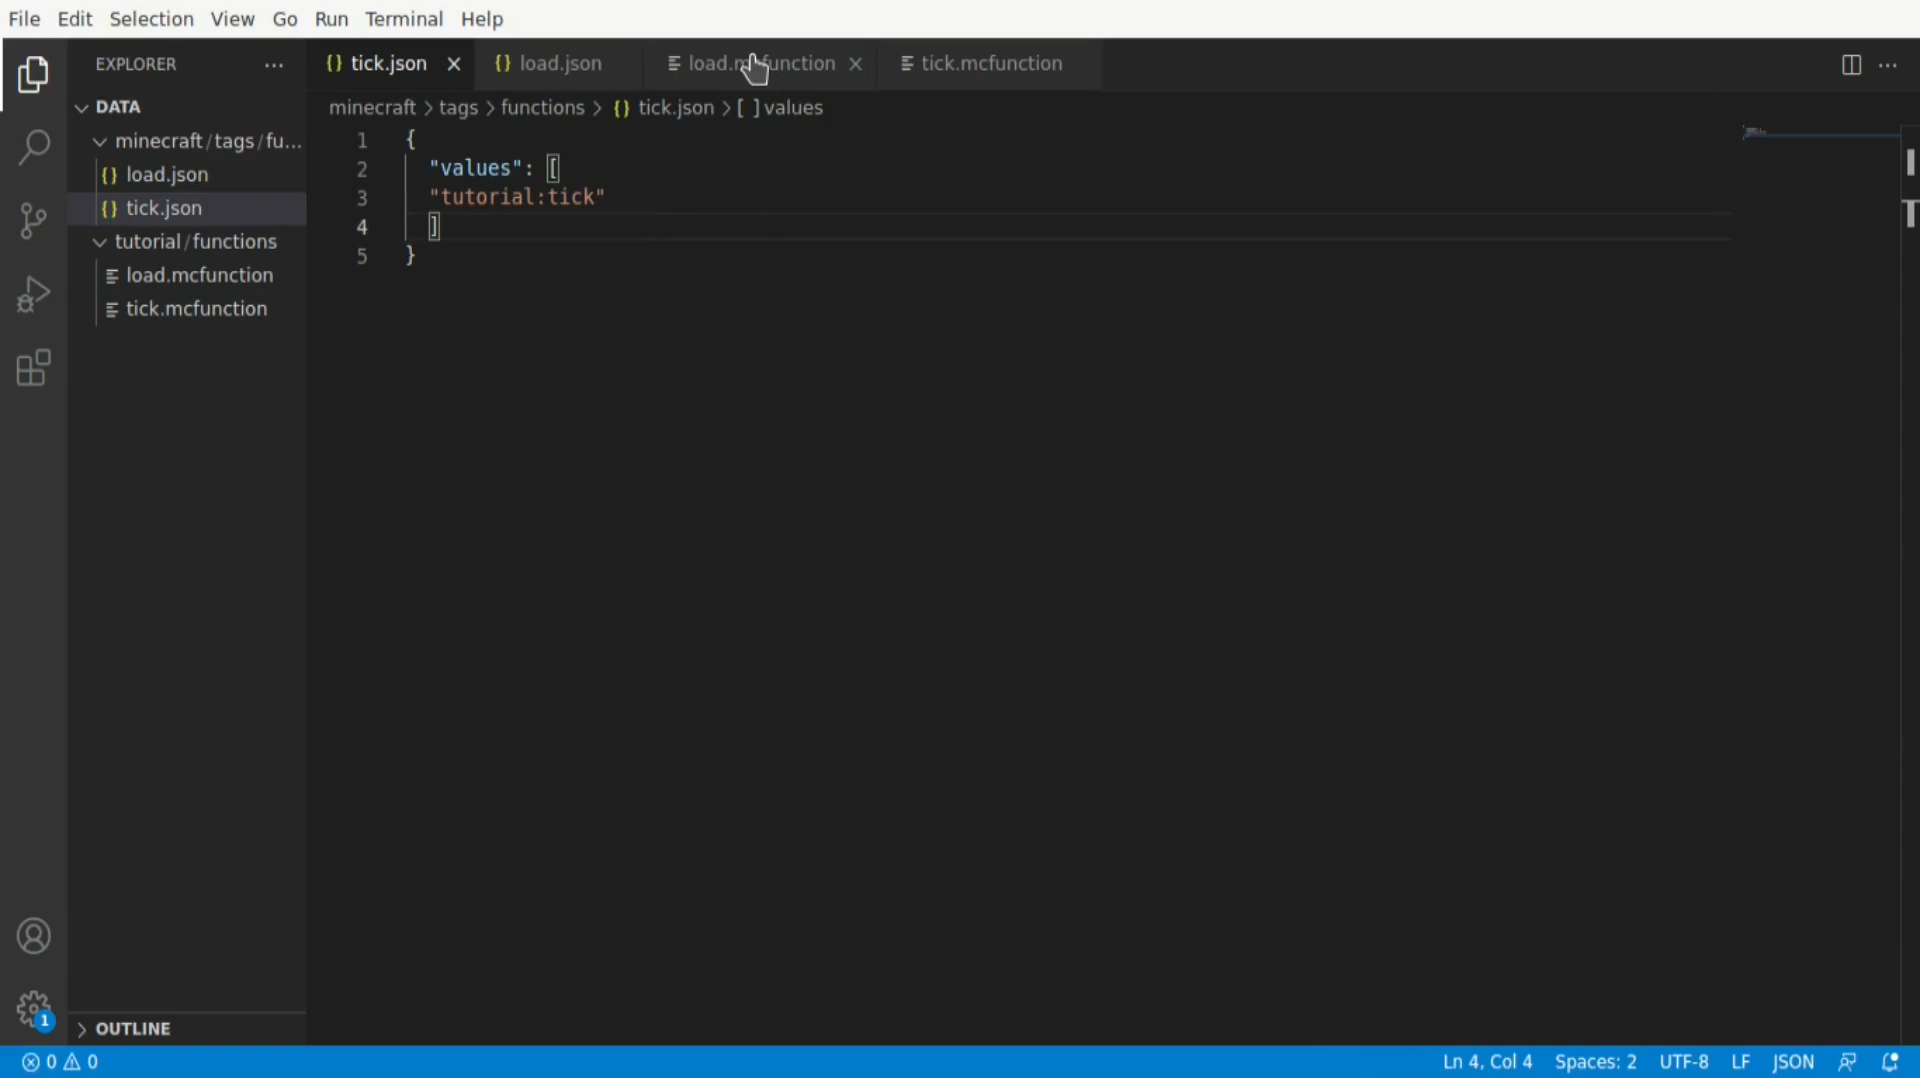 File Edit Selection View Go Run Terminal Help
EXPLORER
DATA
minecraft/tags/fu...
load.json
tick.json
tutorial/functions
load.mcfunction
tick.mcfunction
OUTLINE
tick.json load.json tick.mcfunction
minecraft > tags > functions > {} tick.json > [ ] values
1 {
2 "values": [
3 "tutorial:tick"
4 ]
5 }
1
0 0 Ln 4, Col 4 Spaces: 2 UTF-8 LF JSON